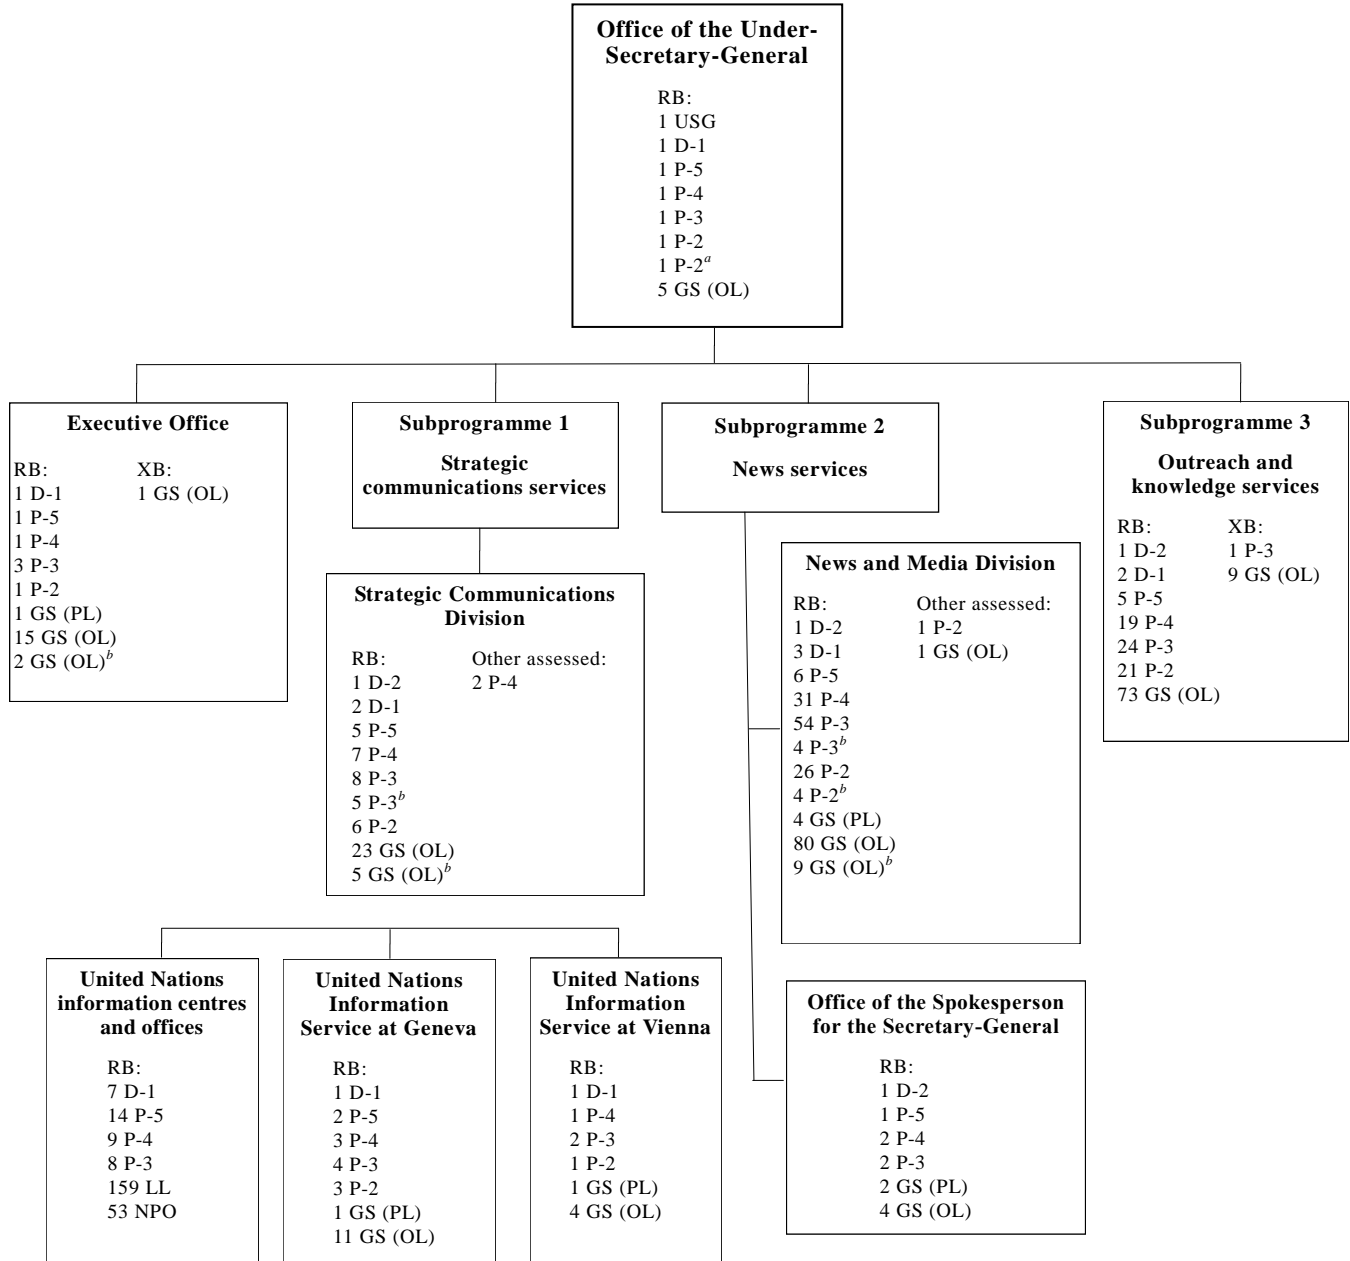 Office of the Under-
Secretary-General
RB:
1 USG
1 D-1
1 P-5
1 P-4
1 P-3
1 P-2
1 P-2a
5 GS (OL)
Executive Office
RB:
1 D-1
1 P-5
1 P-4
3 P-3
1 P-2
1 GS (PL)
15 GS (OL)
2 GS (OL)b
XB:
1 GS (OL)
Subprogramme 1
Strategic
communications services
Strategic Communications
Division
RB:
1 D-2
2 D-1
5 P-5
7 P-4
8 P-3
5 P-3b
6 P-2
23 GS (OL)
5 GS (OL)b
Other assessed:
2 P-4
Subprogramme 2
News services
News and Media Division
RB:
1 D-2
3 D-1
6 P-5
31 P-4
54 P-3
4 P-3b
26 P-2
4 P-2b
4 GS (PL)
80 GS (OL)
9 GS (OL)b
Other assessed:
1 P-2
1 GS (OL)
Subprogramme 3
Outreach and
knowledge services
RB:
1 D-2
2 D-1
5 P-5
19 P-4
24 P-3
21 P-2
73 GS (OL)
XB:
1 P-3
9 GS (OL)
United Nations
information centres
and offices
RB:
7 D-1
14 P-5
9 P-4
8 P-3
159 LL
53 NPO
United Nations
Information
Service at Geneva
RB:
1 D-1
2 P-5
3 P-4
4 P-3
3 P-2
1 GS (PL)
11 GS (OL)
United Nations
Information
Service at Vienna
RB:
1 D-1
1 P-4
2 P-3
1 P-2
1 GS (PL)
4 GS (OL)
Office of the Spokesperson
for the Secretary-General
RB:
1 D-2
1 P-5
2 P-4
2 P-3
2 GS (PL)
4 GS (OL)